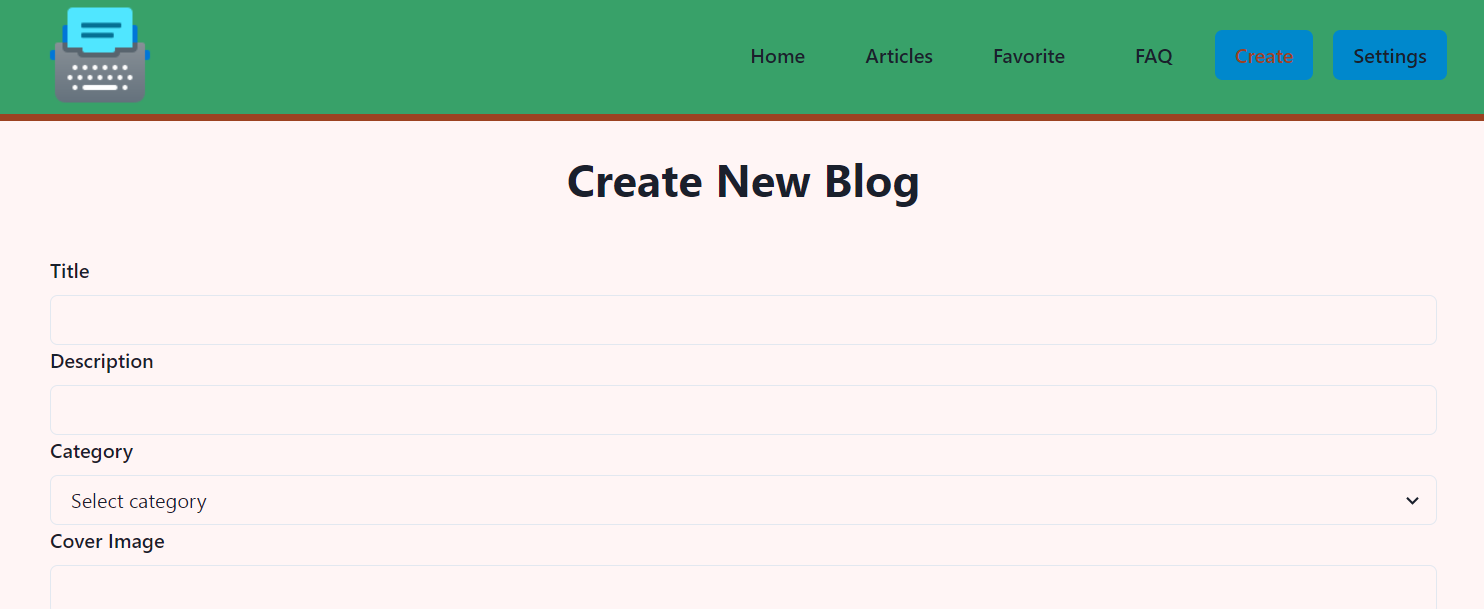 Home Articles Favorite FAQ Create Settings
Create New Blog
Title
Description
Category
Select category
Cover Image